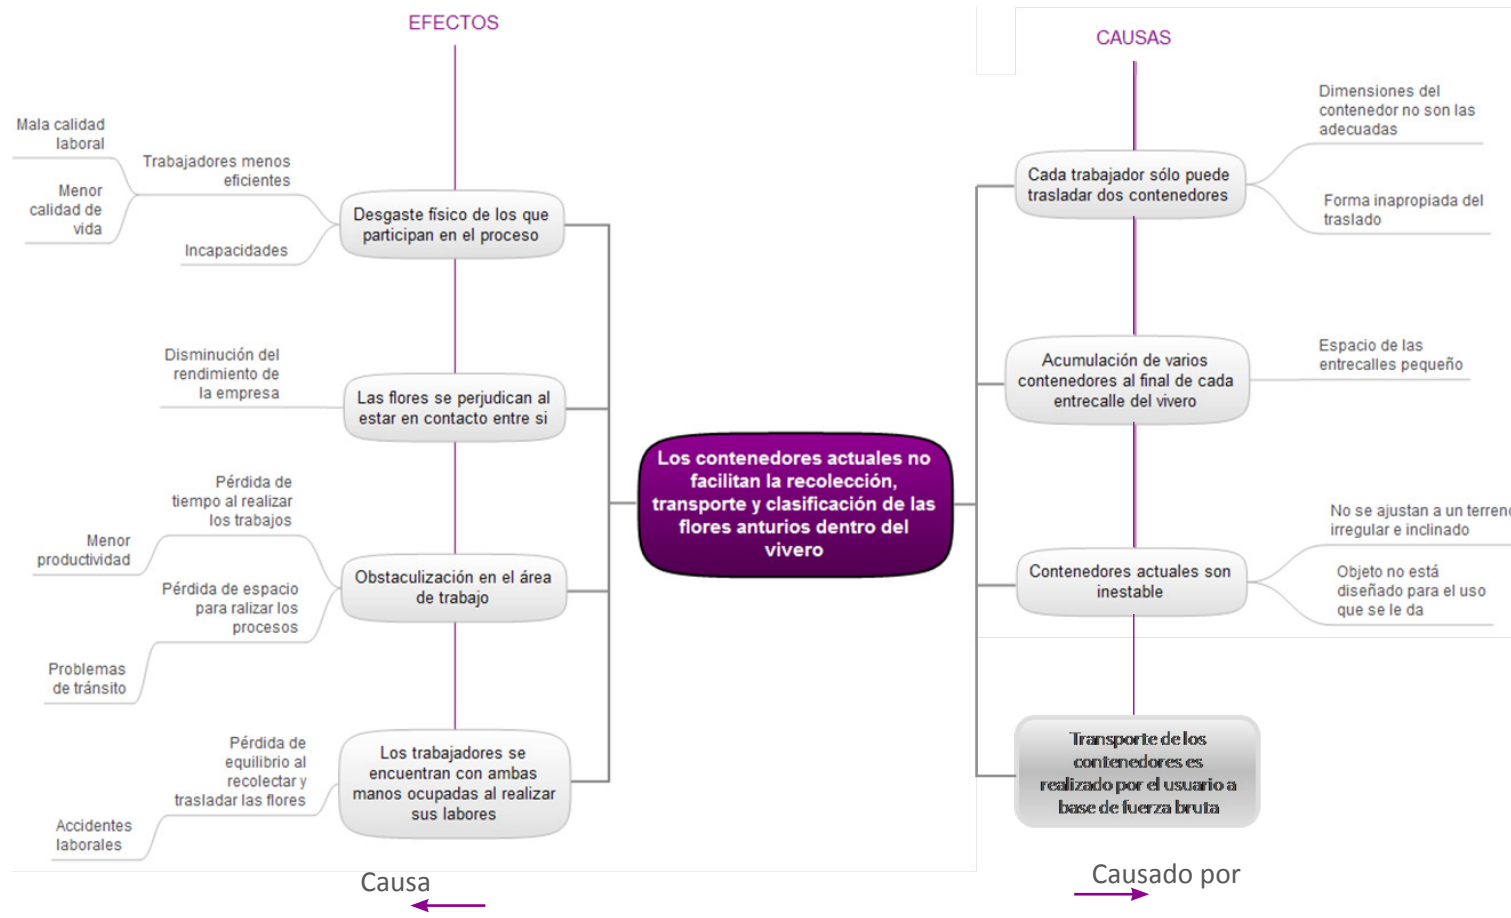 EFECTOS
Mala calidad
laboral
Menor
calidad de
vida
Trabajadores menos
eficientes
Incapacidades
Desgaste físico de los que
participan en el proceso
Disminución del
rendimiento de
la empresa
Las flores se perjudican al
estar en contacto entre si
Pérdida de
tiempo al realizar
los trabajos
Menor
productividad
Pérdida de espacio
para ralizar los
procesos
Problemas
de tránsito
Obstaculización en el área
de trabajo
Pérdida de
equilibrio al
recolectar y
trasladar las flores
Accidentes
laborales
Los trabajadores se
encuentran con ambas
manos ocupadas al realizar
sus labores
Los contenedores actuales no
facilitan la recolección,
transporte y clasificación de las
flores anturios dentro del
vivero
CAUSAS
Cada trabajador sólo puede
trasladar dos contenedores
Dimensiones del
contenedor no son las
adecuadas
Forma inapropiada del
traslado
Acumulación de varios
contenedores al final de cada
entrecalle del vivero
Espacio de las
entrecalles pequeño
Contenedores actuales son
inestable
No se ajustan a un terreno
irregular e inclinado
Objeto no está
diseñado para el uso
que se le da
Transporte de los
contenedores es
realizado por el usuario a
base de fuerza bruta
Causa
Causado por